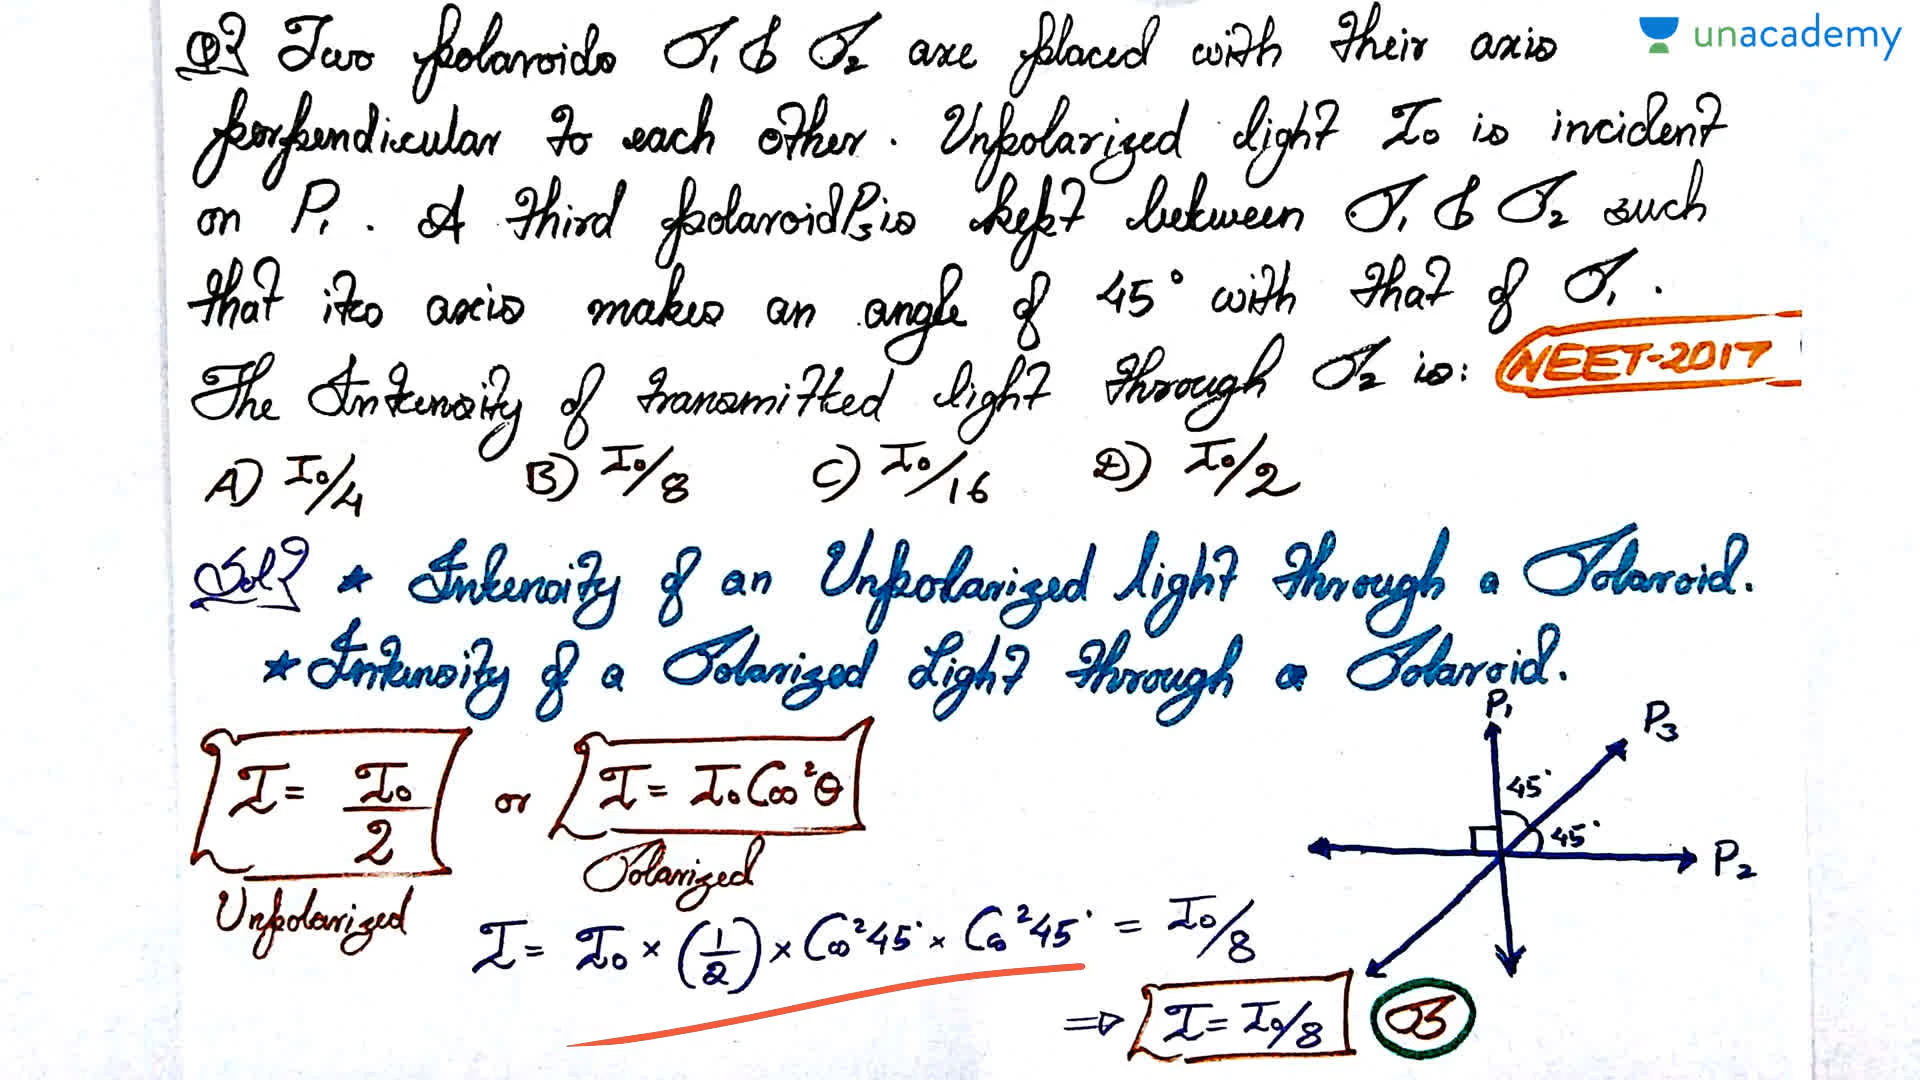 Q? Two polaroids P₁ & P₂ are placed with their axis
unacademy
perpendicular to each other. Unpolarized light I₀ is incident
on P₁. A third polaroid P₃ is kept between P₁ & P₂ such
that its axis makes an angle of 45° with that of P₁.
The Intensity of transmitted light through P₂ is:
NEET-2017
A) I₀/4 B) I₀/8 C) I₀/16 D) I₀/2
Sol? * Intensity of an Unpolarized light through a Polaroid.
* Intensity of a Polarized Light through a Polaroid.
I = I₀/2 or I = I₀ Cos²θ
Unpolarized
Polarized
P₁
P₃
45°
45°
P₂
I = I₀ × (1/2) × Cos²45° × Cos²45° = I₀/8
⇒ I = I₀/8 B